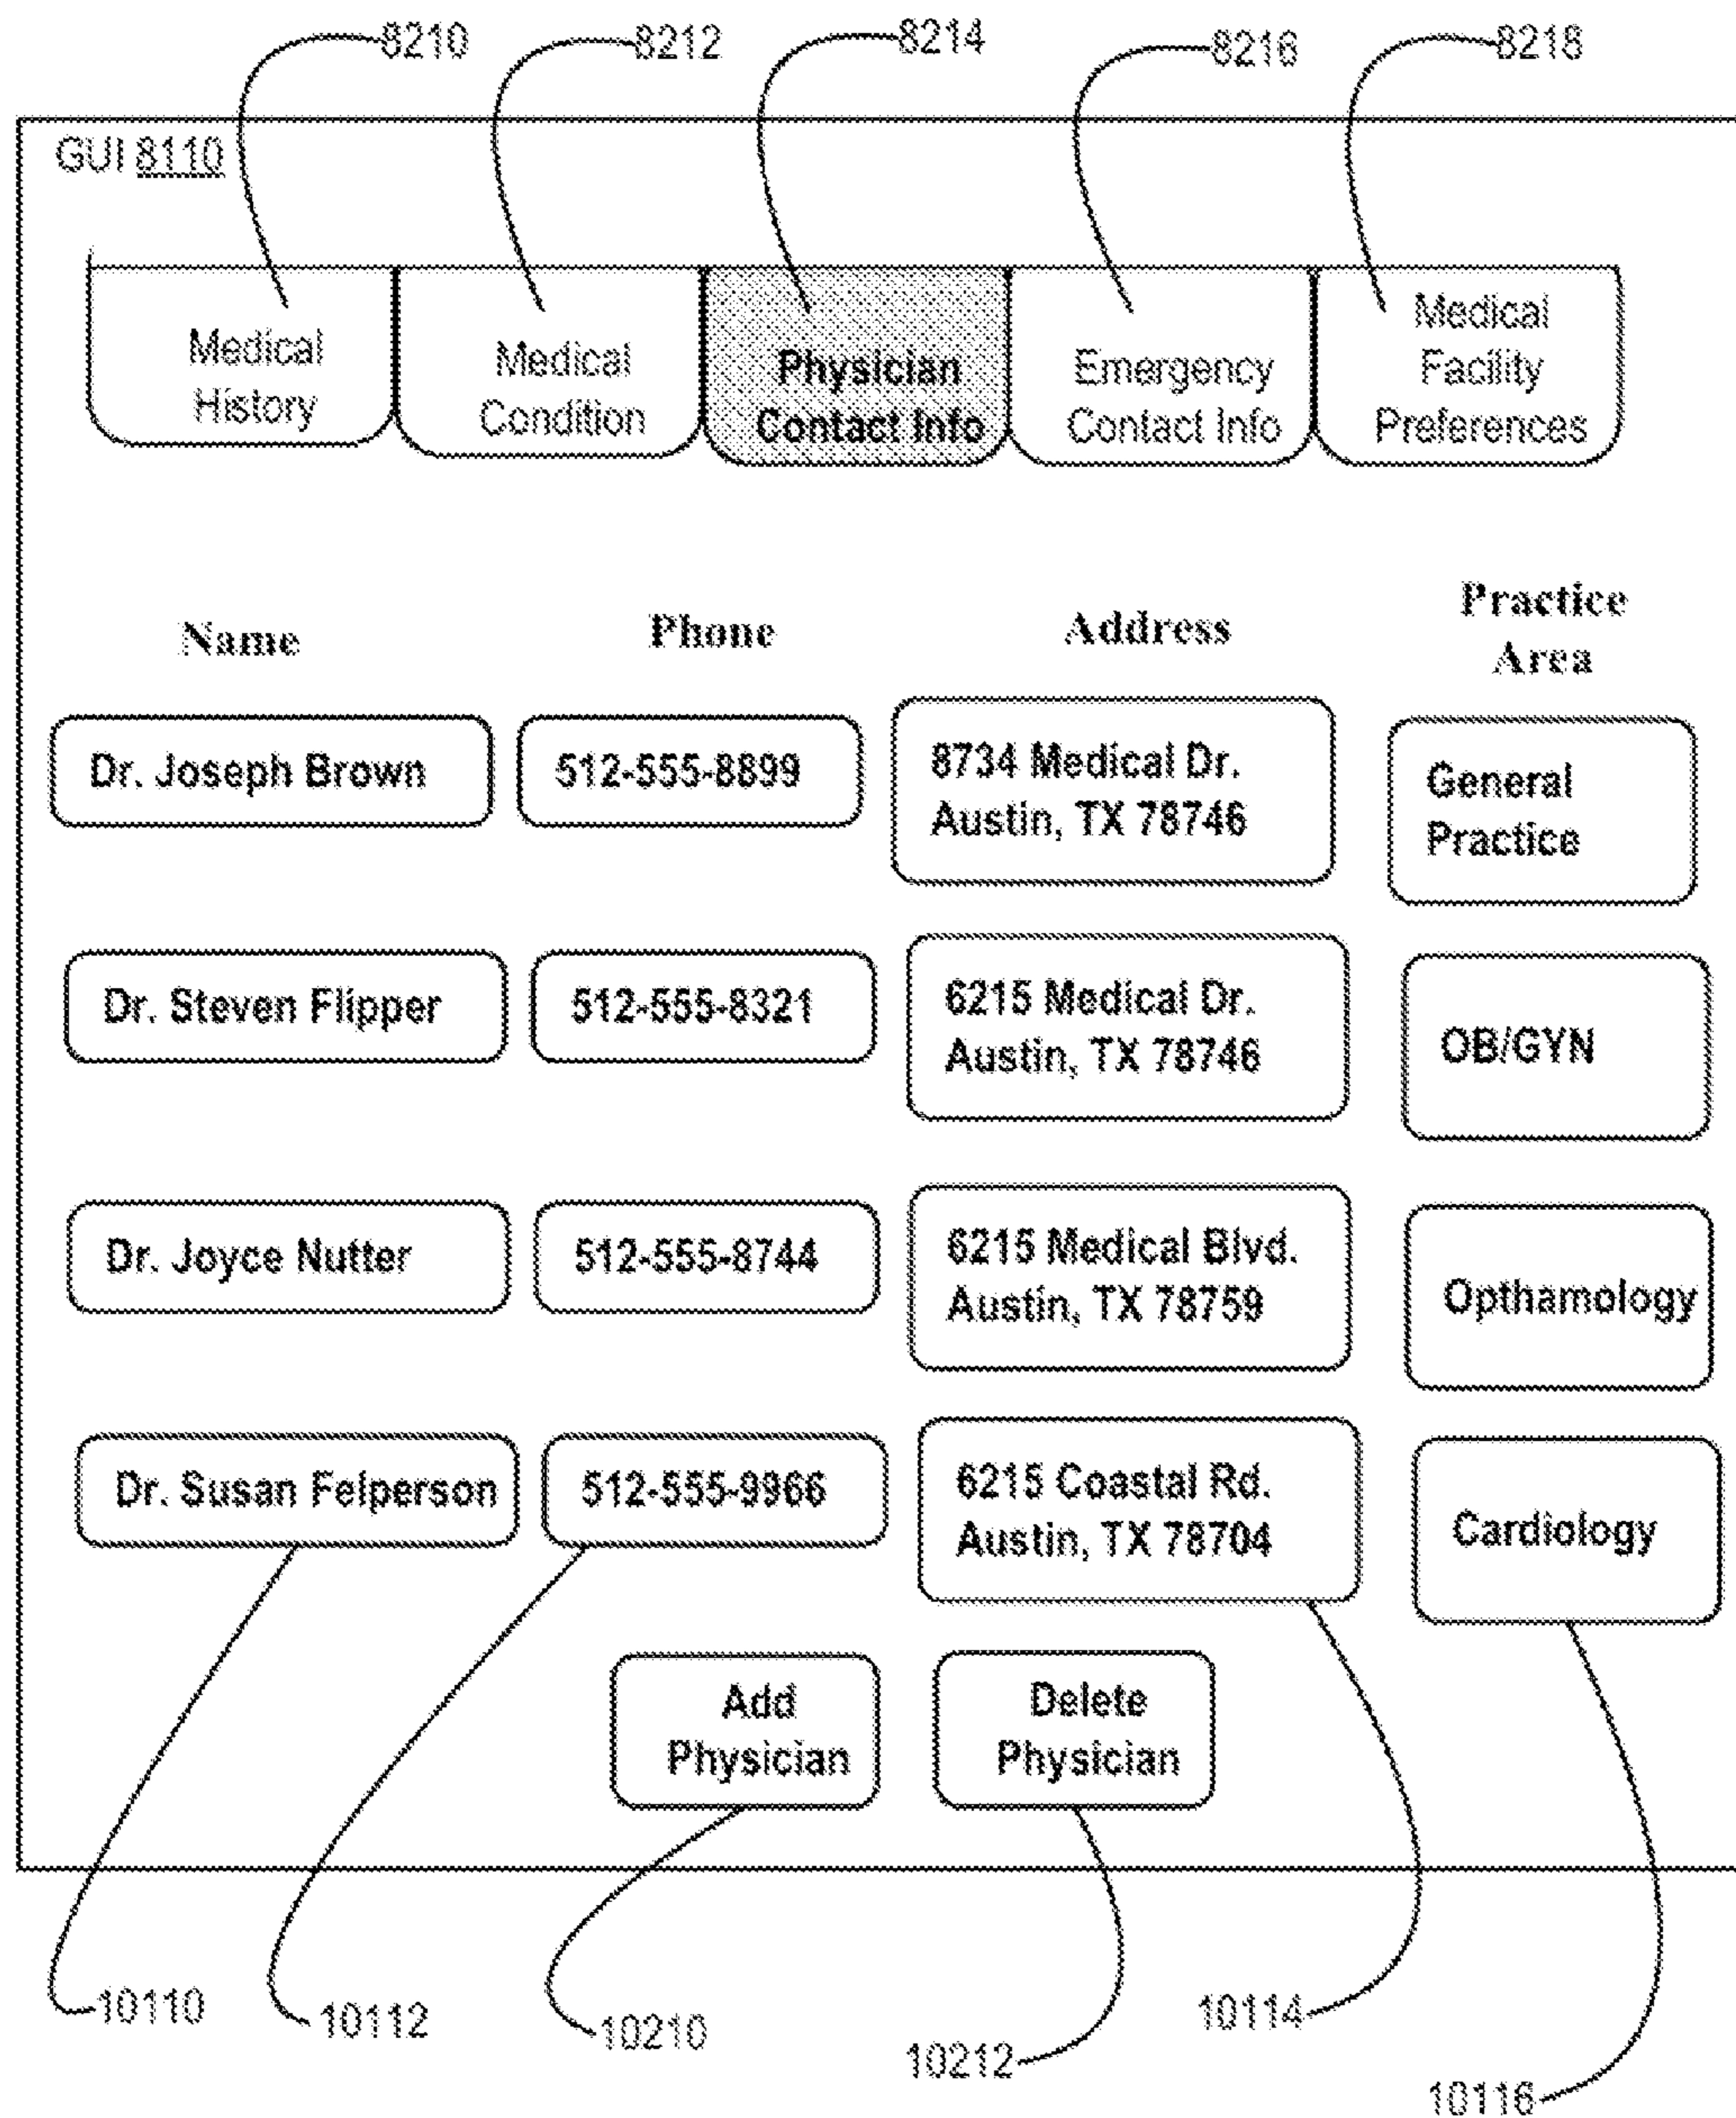 8210
8212
8214
8216
8218
GUI 8110
Medical
History
Medical
Condition
Physician
Contact Info
Emergency
Contact Info
Medical
Facility
Preferences
Name
Phone
Address
Practice
Area
Dr. Joseph Brown
512-555-8899
8734 Medical Dr.
Austin, TX 78746
General
Practice
Dr. Steven Flipper
512-555-8321
6215 Medical Dr.
Austin, TX 78746
OB/GYN
Dr. Joyce Nutter
512-555-8744
6215 Medical Blvd.
Austin, TX 78759
Opthamology
Dr. Susan Felperson
512-555-9966
6215 Coastal Rd.
Austin, TX 78704
Cardiology
Add
Physician
Delete
Physician
10110
10112
10210
10212
10114
10116